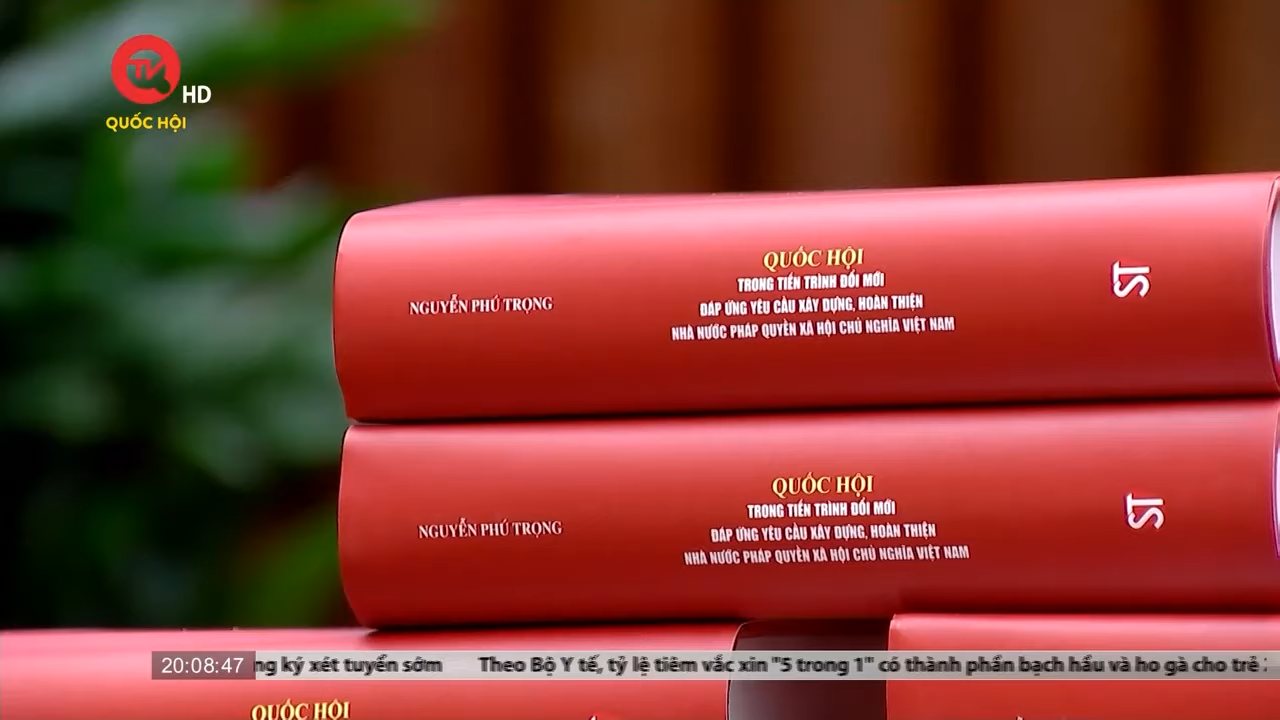 TV
HD
QUỐC HỘI
NGUYỄN PHÚ TRỌNG
QUỐC HỘI
TRONG TIẾN TRÌNH ĐỔI MỚI
ĐÁP ỨNG YÊU CẦU XÂY DỰNG, HOÀN THIỆN
NHÀ NƯỚC PHÁP QUYỀN XÃ HỘI CHỦ NGHĨA VIỆT NAM
ST
NGUYỄN PHÚ TRỌNG
QUỐC HỘI
TRONG TIẾN TRÌNH ĐỔI MỚI
ĐÁP ỨNG YÊU CẦU XÂY DỰNG, HOÀN THIỆN
NHÀ NƯỚC PHÁP QUYỀN XÃ HỘI CHỦ NGHĨA VIỆT NAM
ST
20:08:47 ng ký xét tuyển sớm Theo Bộ Y tế, tỷ lệ tiêm vắc xin "5 trong 1" có thành phần bạch hầu và ho gà cho trẻ
QUỐC HỘI